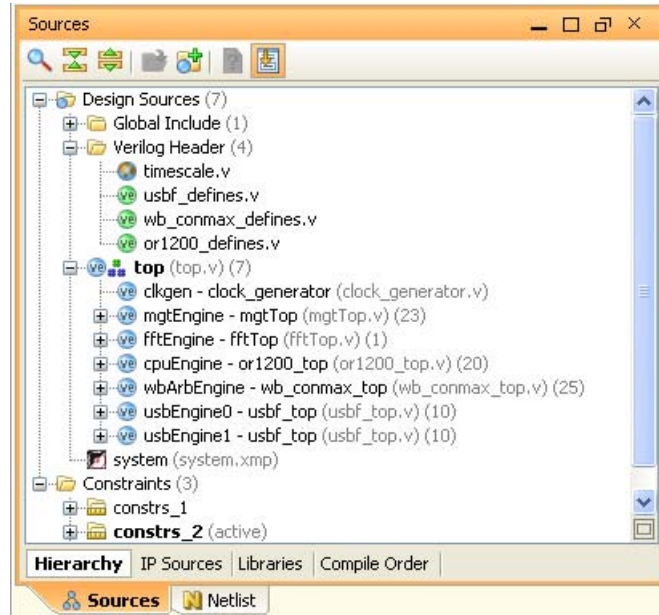 Sources
Design Sources (7)
Global Include (1)
Verilog Header (4)
timescale.v
usbf_defines.v
wb_conmax_defines.v
or1200_defines.v
top (top.v) (7)
clkgen - clock_generator (clock_generator.v)
mgtEngine - mgtTop (mgtTop.v) (23)
fftEngine - fftTop (fftTop.v) (1)
cpuEngine - or1200_top (or1200_top.v) (20)
wbArbEngine - wb_conmax_top (wb_conmax_top.v) (25)
usbEngine0 - usbf_top (usbf_top.v) (10)
usbEngine1 - usbf_top (usbf_top.v) (10)
system (system.xmp)
Constraints (3)
constrs_1
constrs_2 (active)
Hierarchy IP Sources Libraries Compile Order
Sources Netlist